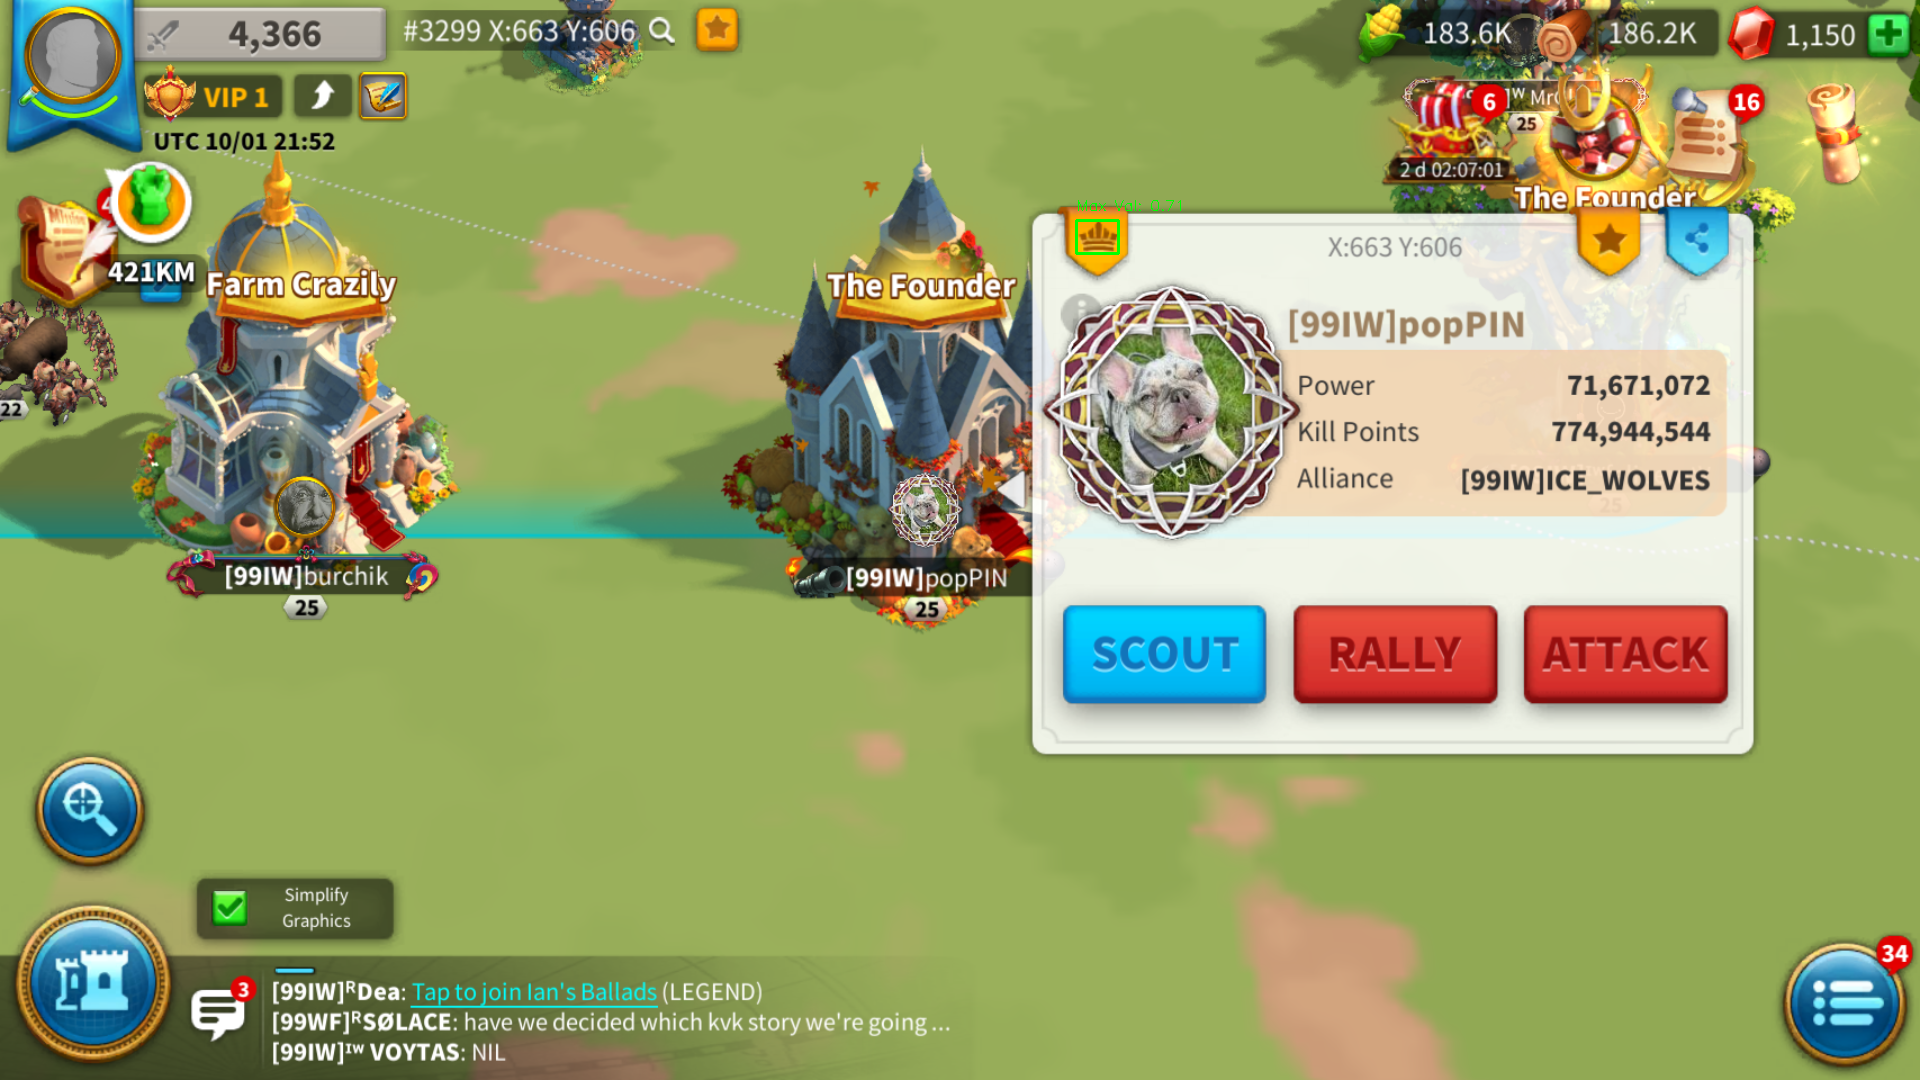 4,366
#3299 X:663 Y:606
183.6K
186.2K
1,150
VIP 1
UTC 10/01 21:52
6
25
16
2 d 02:07:01
The Founder
Mission
421KM
Farm Crazily
The Founder
22
[99IW]burchik
25
[99IW]popPIN
25
X:663 Y:606
[99IW]popPIN
Power 71,671,072
Kill Points 774,944,544
Alliance [99IW]ICE_WOLVES
SCOUT
RALLY
ATTACK
Simplify
Graphics
3
[99IW]ᴿDea: Tap to join Ian's Ballads (LEGEND)
[99WF]ᴿSØLACE: have we decided which kvk story we're going ...
[99IW]ᴵᵂ VOYTAS: NIL
34